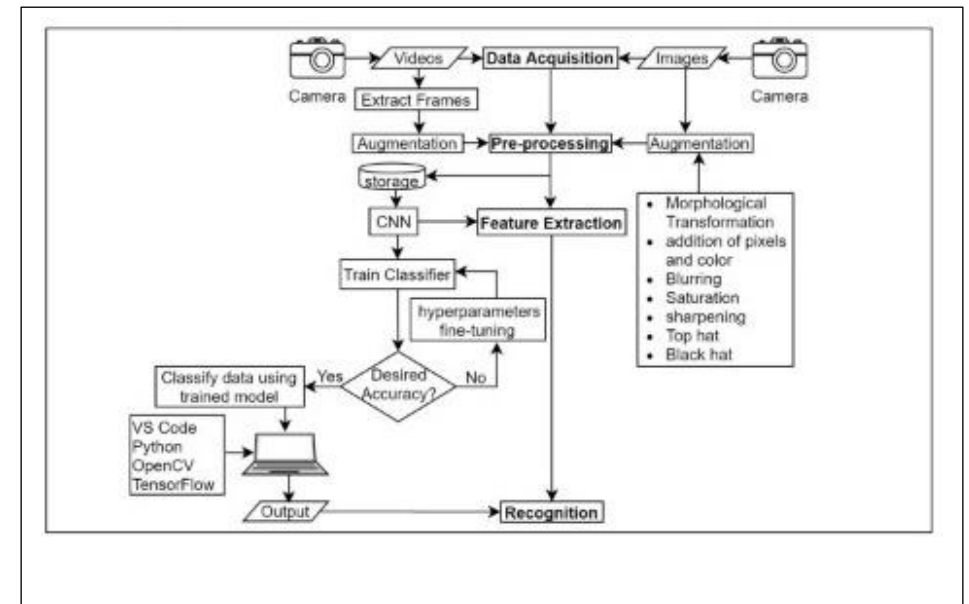 Videos
Data Acquisition
Images
Camera
Camera
Extract Frames
Augmentation
Pre-processing
Augmentation
storage
CNN
Feature Extraction
• Morphological
Transformation
• addition of pixels
and color
• Blurring
• Saturation
• sharpening
• Top hat
• Black hat
Train Classifier
hyperparameters
fine-tuning
Desired
Accuracy?
Yes
No
Classify data using
trained model
VS Code
Python
OpenCV
TensorFlow
Output
Recognition